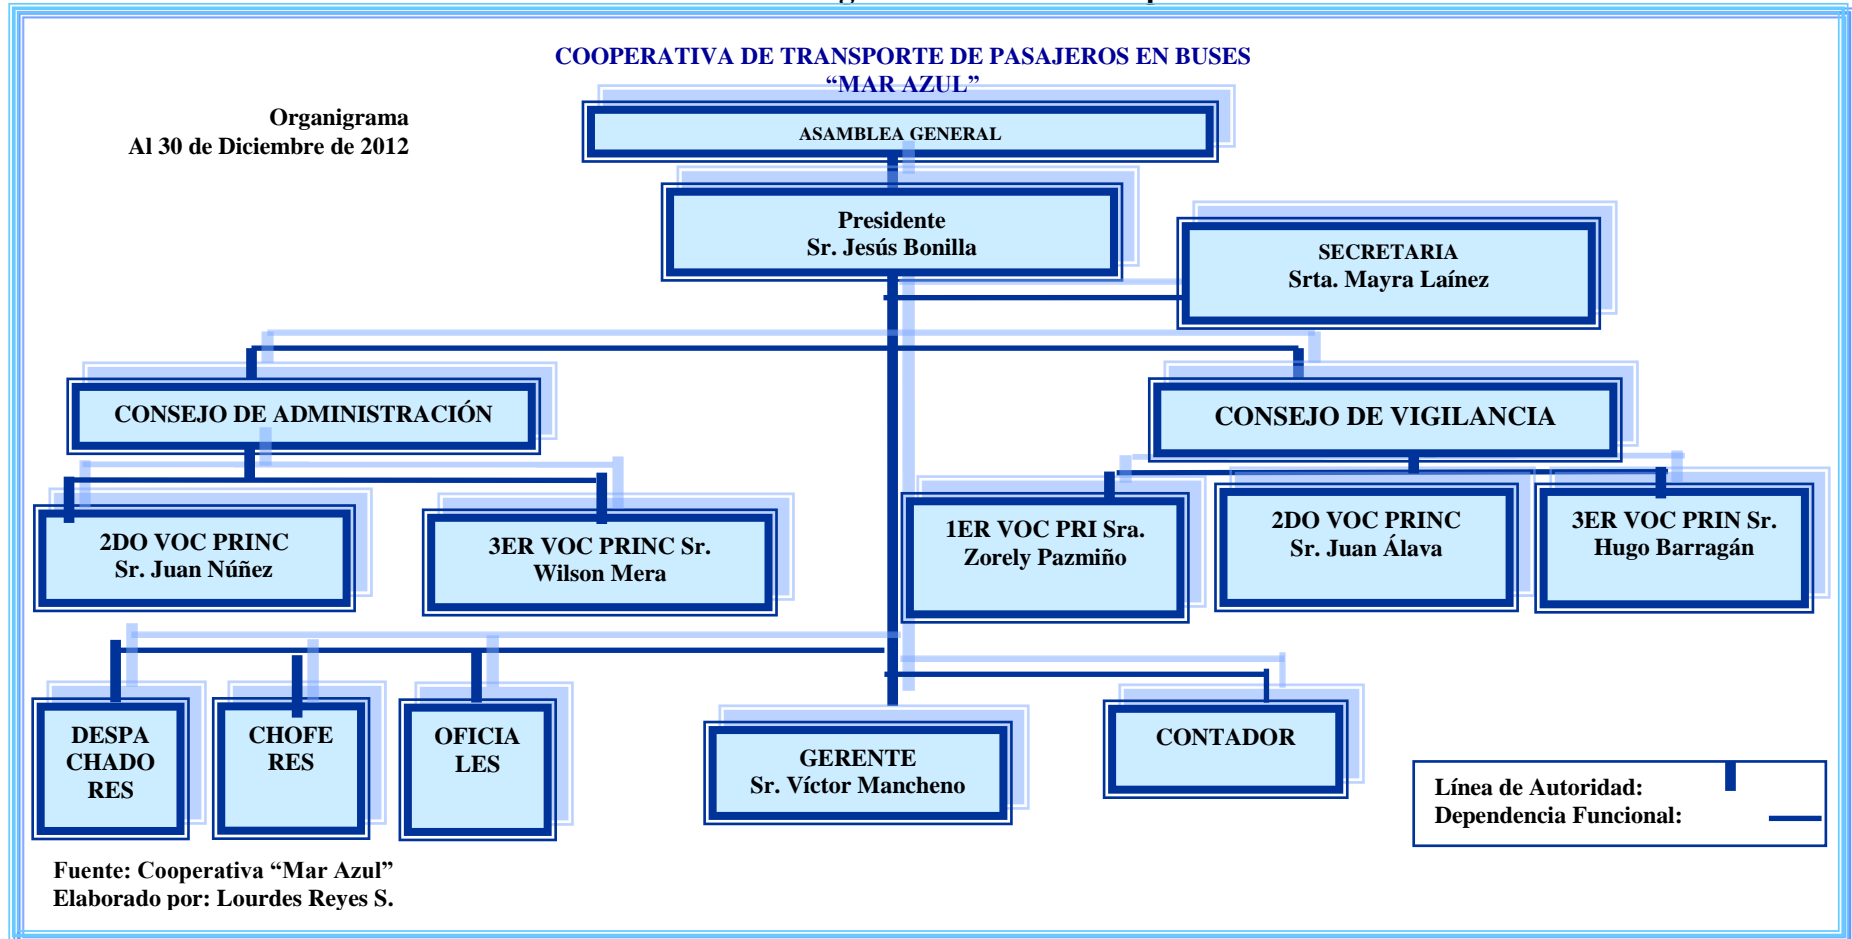 COOPERATIVA DE TRANSPORTE DE PASAJEROS EN BUSES
“MAR AZUL”
Organigrama
Al 30 de Diciembre de 2012
ASAMBLEA GENERAL
Presidente
Sr. Jesús Bonilla
SECRETARIA
Srta. Mayra Laínez
CONSEJO DE ADMINISTRACIÓN
CONSEJO DE VIGILANCIA
2DO VOC PRINC
Sr. Juan Núñez
3ER VOC PRINC Sr.
Wilson Mera
1ER VOC PRI Sra.
Zorely Pazmiño
2DO VOC PRINC
Sr. Juan Álava
3ER VOC PRIN Sr.
Hugo Barragán
DESPA
CHADO
RES
CHOFE
RES
OFICIA
LES
GERENTE
Sr. Víctor Mancheno
CONTADOR
Línea de Autoridad:
Dependencia Funcional:
Fuente: Cooperativa “Mar Azul”
Elaborado por: Lourdes Reyes S.